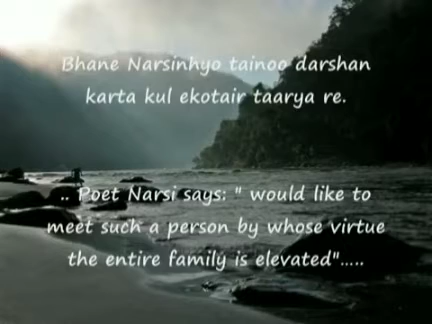 Bhane Narsinhyo tainoo darshan
karta kul ekotair taarya re.
.. Poet Narsi says: " would like to
meet such a person by whose virtue
the entire family is elevated".....